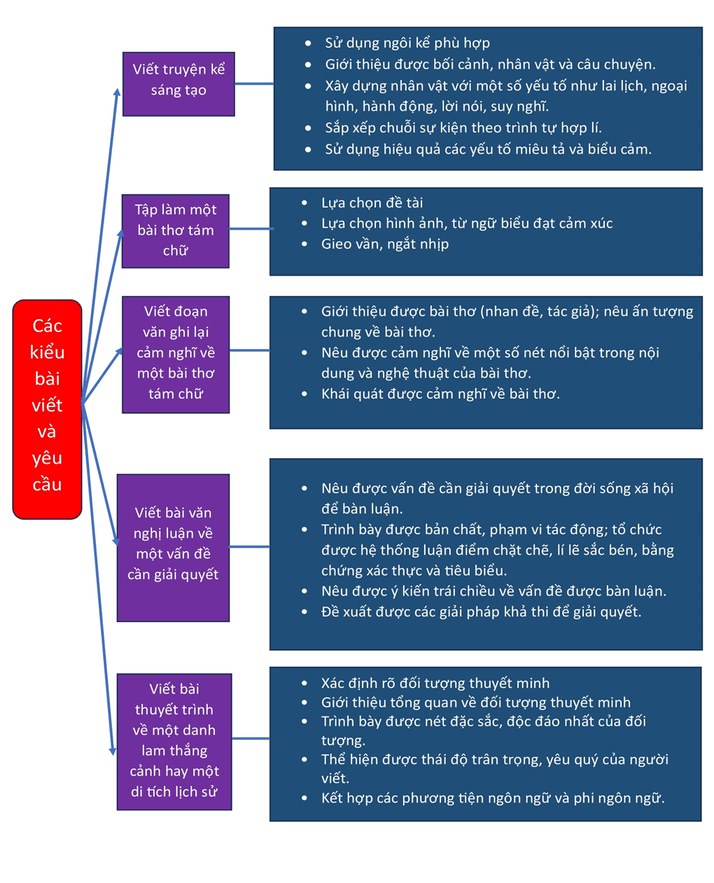 Các
kiểu
bài
viết
và
yêu
cầu
Viết truyện kể
sáng tạo
• Sử dụng ngôi kể phù hợp
• Giới thiệu được bối cảnh, nhân vật và câu chuyện.
• Xây dựng nhân vật với một số yếu tố như lai lịch, ngoại
hình, hành động, lời nói, suy nghĩ.
• Sắp xếp chuỗi sự kiện theo trình tự hợp lí.
• Sử dụng hiệu quả các yếu tố miêu tả và biểu cảm.
Tập làm một
bài thơ tám
chữ
• Lựa chọn đề tài
• Lựa chọn hình ảnh, từ ngữ biểu đạt cảm xúc
• Gieo vần, ngắt nhịp
Viết đoạn
văn ghi lại
cảm nghĩ về
một bài thơ
tám chữ
• Giới thiệu được bài thơ (nhan đề, tác giả); nêu ấn tượng
chung về bài thơ.
• Nêu được cảm nghĩ về một số nét nổi bật trong nội
dung và nghệ thuật của bài thơ.
• Khái quát được cảm nghĩ về bài thơ.
Viết bài văn
nghị luận về
một vấn đề
cần giải quyết
• Nêu được vấn đề cần giải quyết trong đời sống xã hội
để bàn luận.
• Trình bày được bản chất, phạm vi tác động; tổ chức
được hệ thống luận điểm chặt chẽ, lí lẽ sắc bén, bằng
chứng xác thực và tiêu biểu.
• Nêu được ý kiến trái chiều về vấn đề được bàn luận.
• Đề xuất được các giải pháp khả thi để giải quyết.
Viết bài
thuyết trình
về một danh
lam thắng
cảnh hay một
di tích lịch sử
• Xác định rõ đối tượng thuyết minh
• Giới thiệu tổng quan về đối tượng thuyết minh
• Trình bày được nét đặc sắc, độc đáo nhất của đối
tượng.
• Thể hiện được thái độ trân trọng, yêu quý của người
viết.
• Kết hợp các phương tiện ngôn ngữ và phi ngôn ngữ.